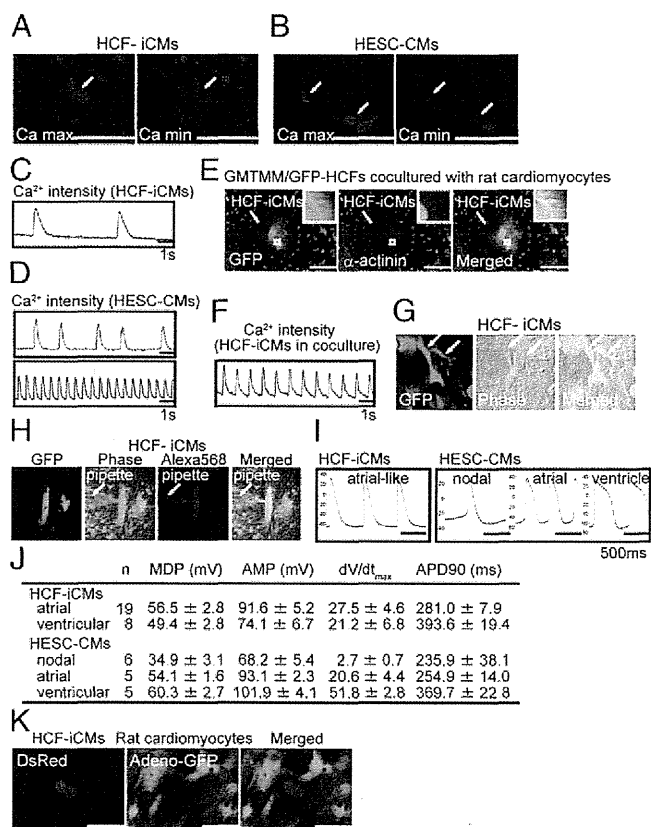 A
HCF- iCMs
Ca max
Ca min
B
HESC-CMs
Ca max
Ca min
C
Ca²⁺ intensity (HCF-iCMs)
1s
D
Ca²⁺ intensity (HESC-CMs)
1s
E
GMTMM/GFP-HCFs cocultured with rat cardiomyocytes
HCF-iCMs
HCF-iCMs
HCF-iCMs
GFP
α-actinin
Merged
F
Ca²⁺ intensity
(HCF-iCMs in coculture)
1s
G
HCF- iCMs
GFP
Phase
Merged
H
HCF- iCMs
GFP Phase Alexa568 Merged
pipette pipette pipette
I
HCF-iCMs
atrial-like
HESC-CMs
nodal atrial ventricle
500ms
J
n MDP (mV) AMP (mV) dV/dtmax APD90 (ms)
HCF-iCMs
atrial 19 56.5 ± 2.8 91.6 ± 5.2 27.5 ± 4.6 281.0 ± 7.9
ventricular 8 49.4 ± 2.8 74.1 ± 6.7 21.2 ± 6.8 393.6 ± 19.4
HESC-CMs
nodal 6 34.9 ± 3.1 68.2 ± 5.4 2.7 ± 0.7 235.9 ± 38.1
atrial 5 54.1 ± 1.6 93.1 ± 2.3 20.6 ± 4.4 254.9 ± 14.0
ventricular 5 60.3 ± 2.7 101.9 ± 4.1 51.8 ± 2.8 369.7 ± 22.8
K
HCF-iCMs Rat cardiomyocytes Merged
DsRed
Adeno-GFP